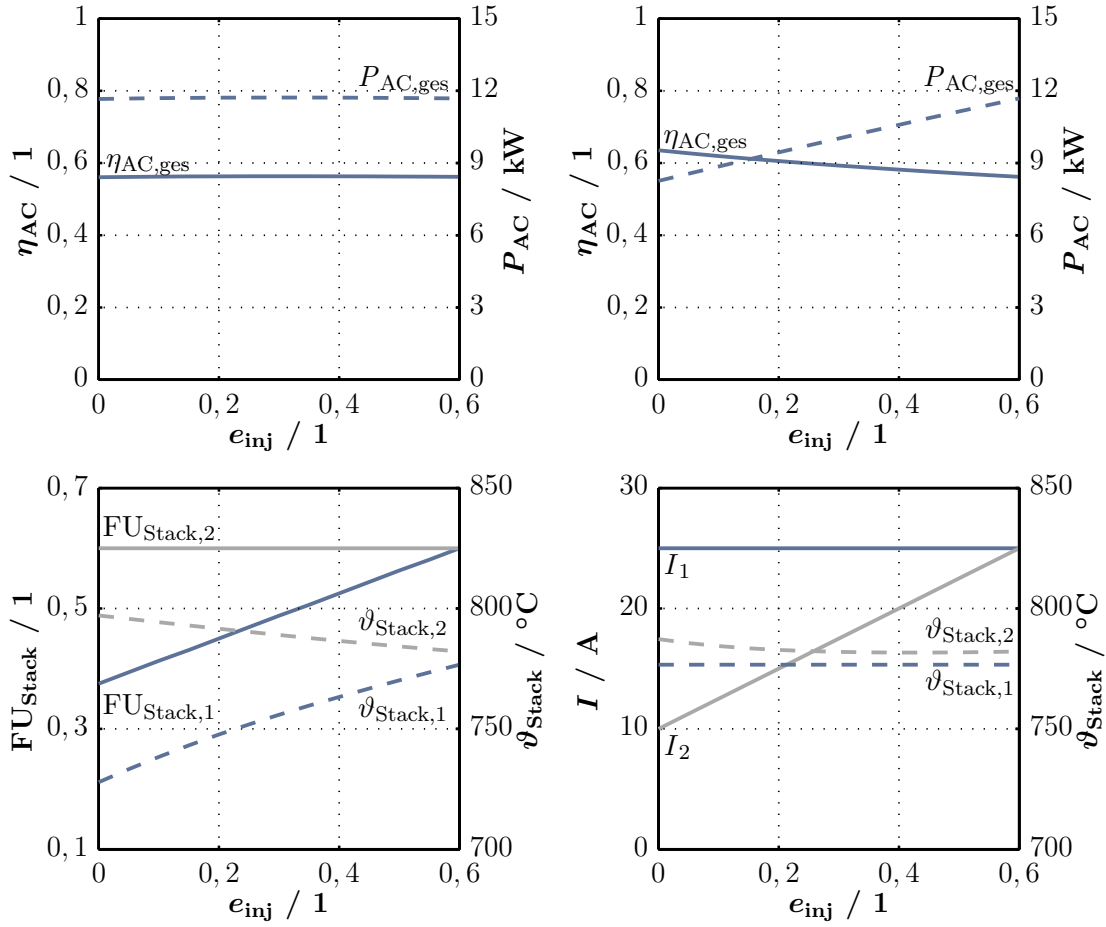 1
0,8
0,6
0,4
0,2
0
15
12
9
6
3
0
0
0,2
0,4
0,6
η_AC / 1
P_AC / kW
e_inj / 1
P_AC,ges
η_AC,ges
1
0,8
0,6
0,4
0,2
0
15
12
9
6
3
0
0
0,2
0,4
0,6
η_AC / 1
P_AC / kW
e_inj / 1
P_AC,ges
η_AC,ges
0,7
0,5
0,3
0,1
850
800
750
700
0
0,2
0,4
0,6
FU_Stack / 1
ϑ_Stack / °C
e_inj / 1
FU_Stack,2
ϑ_Stack,2
FU_Stack,1
ϑ_Stack,1
30
20
10
0
850
800
750
700
0
0,2
0,4
0,6
I / A
ϑ_Stack / °C
e_inj / 1
I_1
ϑ_Stack,2
ϑ_Stack,1
I_2